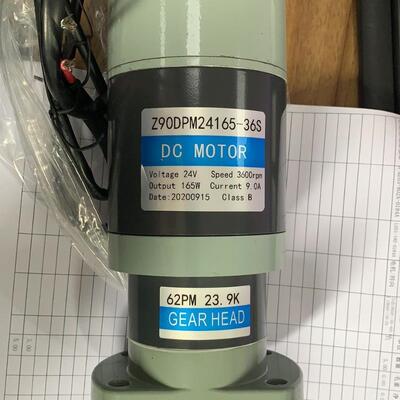 Z90DPM24165-36S
DC MOTOR
Voltage 24V Speed 3600rpm
Output 165W Current 9.0A
Date:20200915 Class B
62PM 23.9K
GEAR HEAD